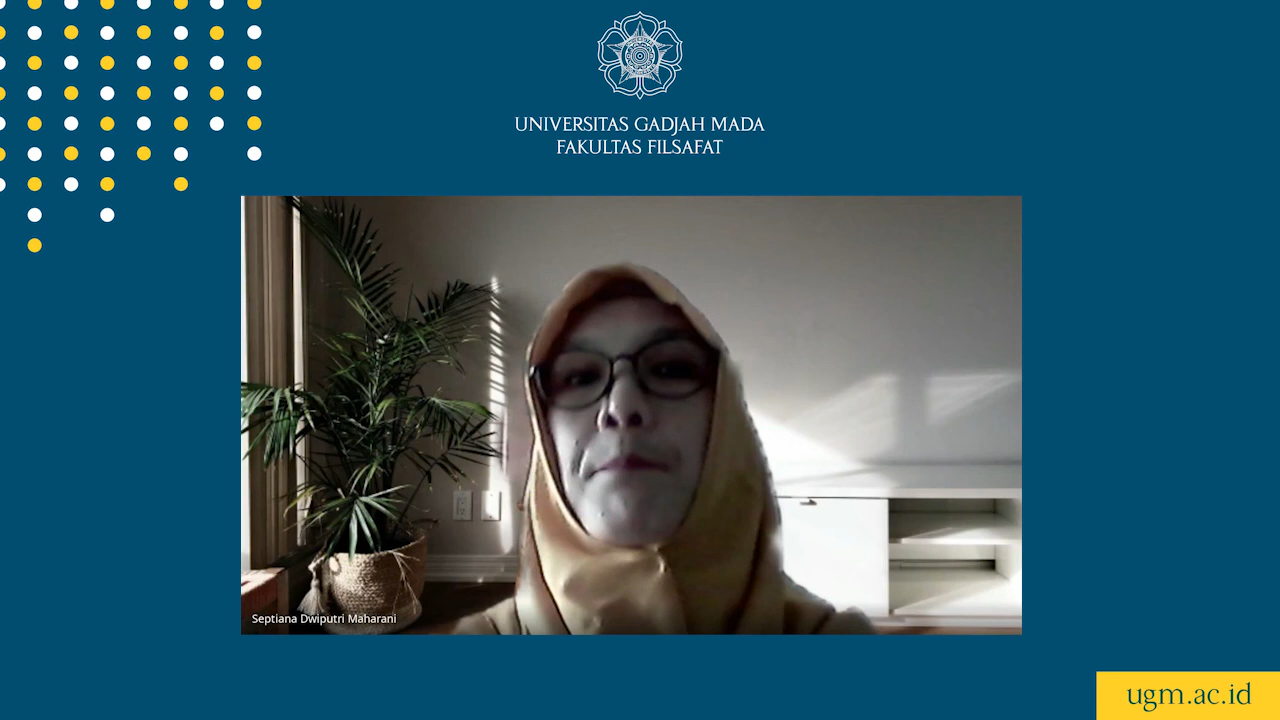 UNIVERSITAS GADJAH MADA
FAKULTAS FILSAFAT
Septiana Dwiputri Maharani
ugm.ac.id